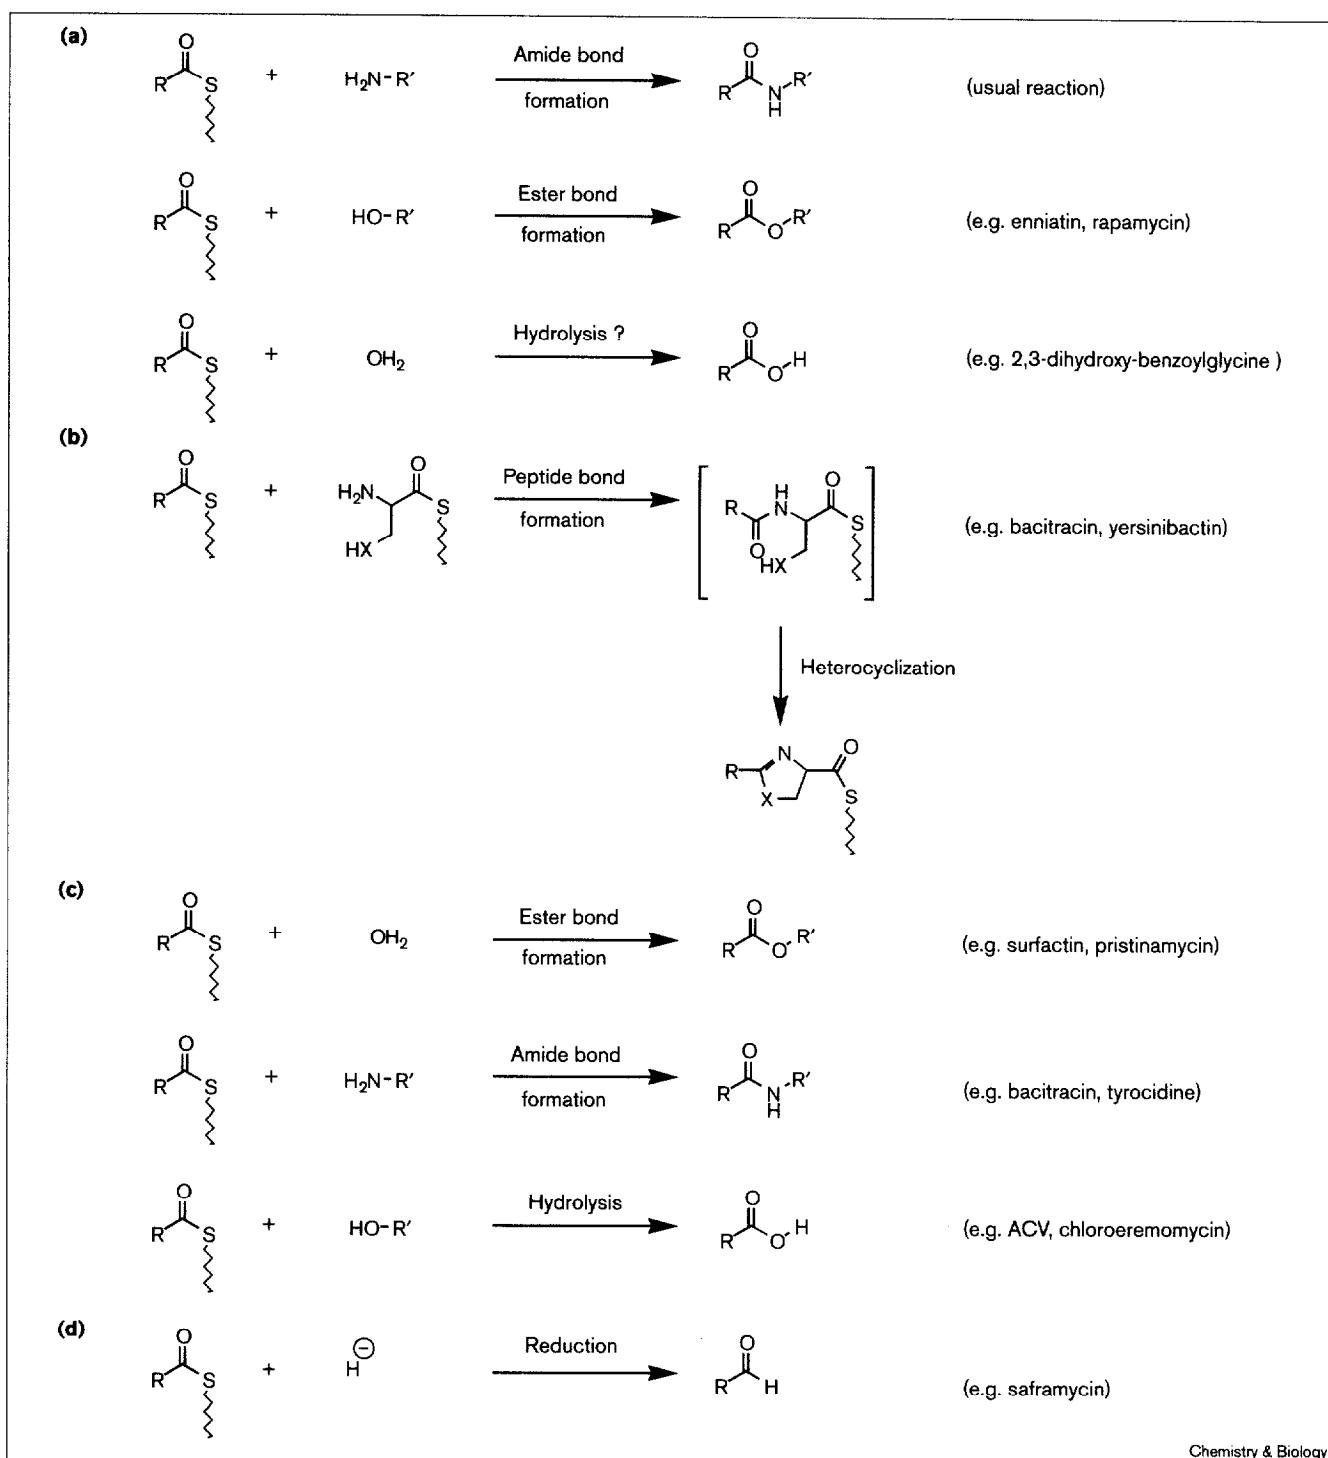 (a)
O
R S + H₂N-R′ Amide bond formation O R N H R′ (usual reaction)
O
R S + HO-R′ Ester bond formation O R O R′ (e.g. enniatin, rapamycin)
O
R S + OH₂ Hydrolysis ? O R O H (e.g. 2,3-dihydroxy-benzoylglycine )
(b)
O
R S + H₂N O S HX Peptide bond formation R H N O S O HX (e.g. bacitracin, yersinibactin)
Heterocyclization
R N X O S
(c)
O
R S + OH₂ Ester bond formation O R O R′ (e.g. surfactin, pristinamycin)
O
R S + H₂N-R′ Amide bond formation O R N H R′ (e.g. bacitracin, tyrocidine)
O
R S + HO-R′ Hydrolysis O R O H (e.g. ACV, chloroeremomycin)
(d)
O
R S + H⊖ Reduction O R H (e.g. saframycin)
Chemistry & Biology